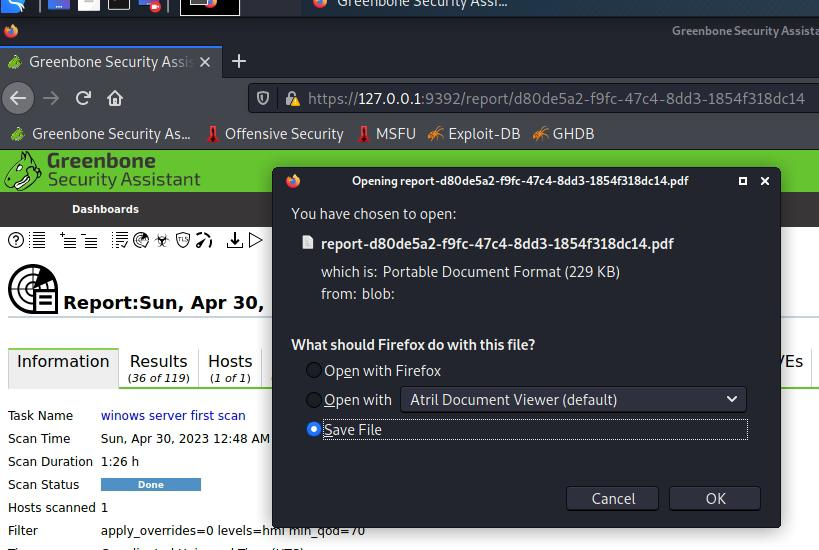 Greenbone Security Assi...
Greenbone Security Assista
Greenbone Security Assis
https://127.0.0.1:9392/report/d80de5a2-f9fc-47c4-8dd3-1854f318dc14
Greenbone Security As...
Offensive Security
MSFU
Exploit-DB
GHDB
Greenbone
Security Assistant
Dashboards
TLS
Report:Sun, Apr 30,
Information
Results
(36 of 119)
Hosts
(1 of 1)
VEs
Task Name winows server first scan
Scan Time Sun, Apr 30, 2023 12:48 AM
Scan Duration 1:26 h
Scan Status Done
Hosts scanned 1
Filter apply_overrides=0 levels=hml min_qod=70
Opening report-d80de5a2-f9fc-47c4-8dd3-1854f318dc14.pdf
You have chosen to open:
report-d80de5a2-f9fc-47c4-8dd3-1854f318dc14.pdf
which is: Portable Document Format (229 KB)
from: blob:
What should Firefox do with this file?
Open with Firefox
Open with Atril Document Viewer (default)
Save File
Cancel
OK